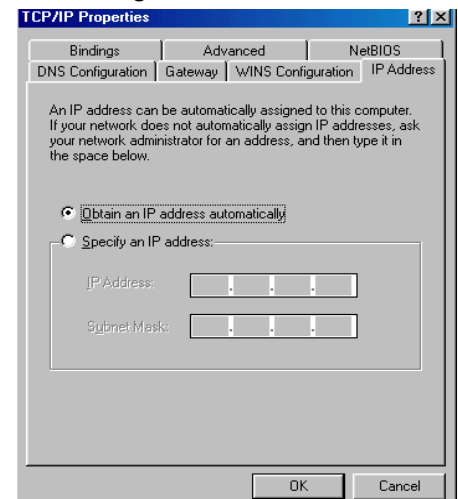 TCP/IP Properties
? ×
Bindings Advanced NetBIOS
DNS Configuration Gateway WINS Configuration IP Address
An IP address can be automatically assigned to this computer.
If your network does not automatically assign IP addresses, ask
your network administrator for an address, and then type it in
the space below.
Obtain an IP address automatically
Specify an IP address:
IP Address: . . .
Subnet Mask: . . .
OK Cancel